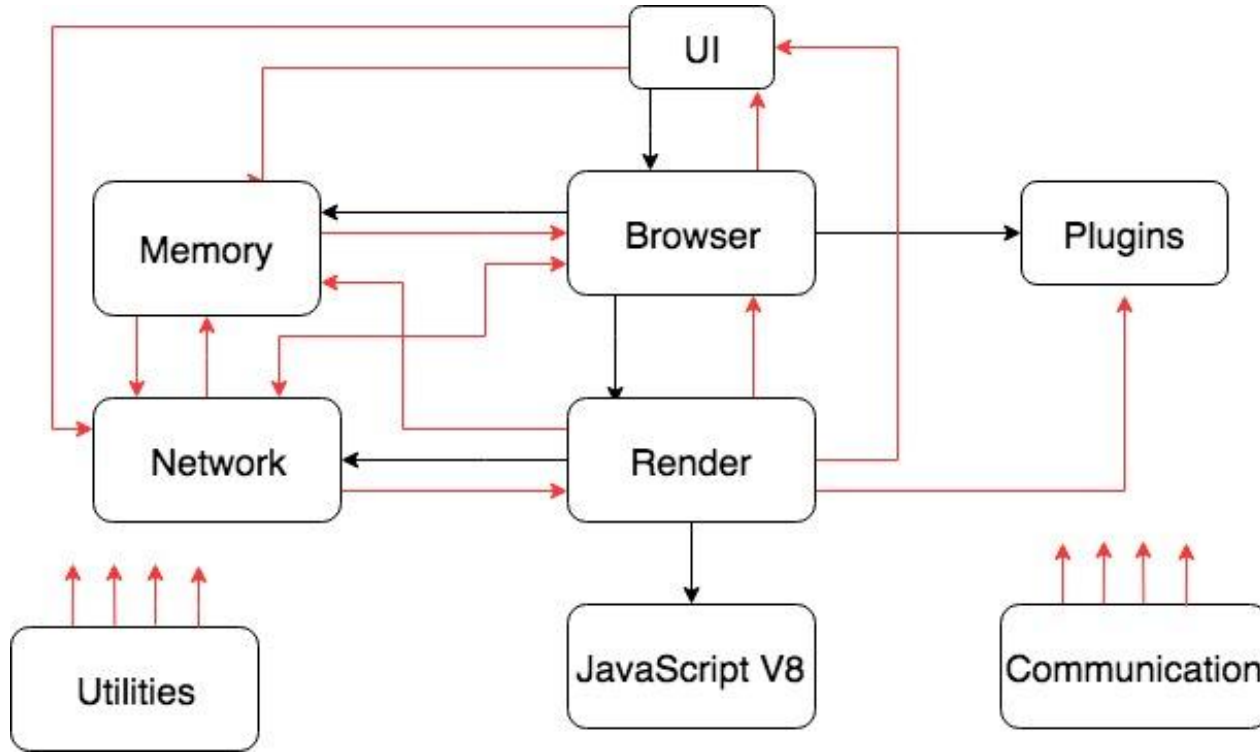 UI
Memory
Browser
Plugins
Network
Render
Utilities
JavaScript V8
Communication